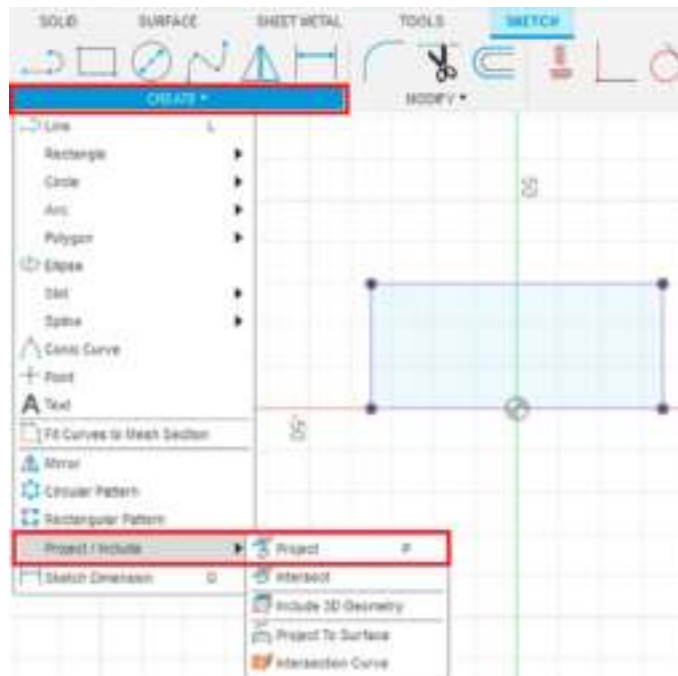 SOLID SURFACE SHEET METAL TOOLS SKETCH
CREATE MODIFY
Line L
Rectangle
Circle
Arc
Polygon
Ellipse
Slot
Spline
Conic Curve
Point
Text
Fit Curves to Mesh Section
Mirror
Circular Pattern
Rectangular Pattern
Project / Include
Project P
Sketch Dimension D
Intersect
Include 3D Geometry
Project To Surface
Intersection Curve
50
50